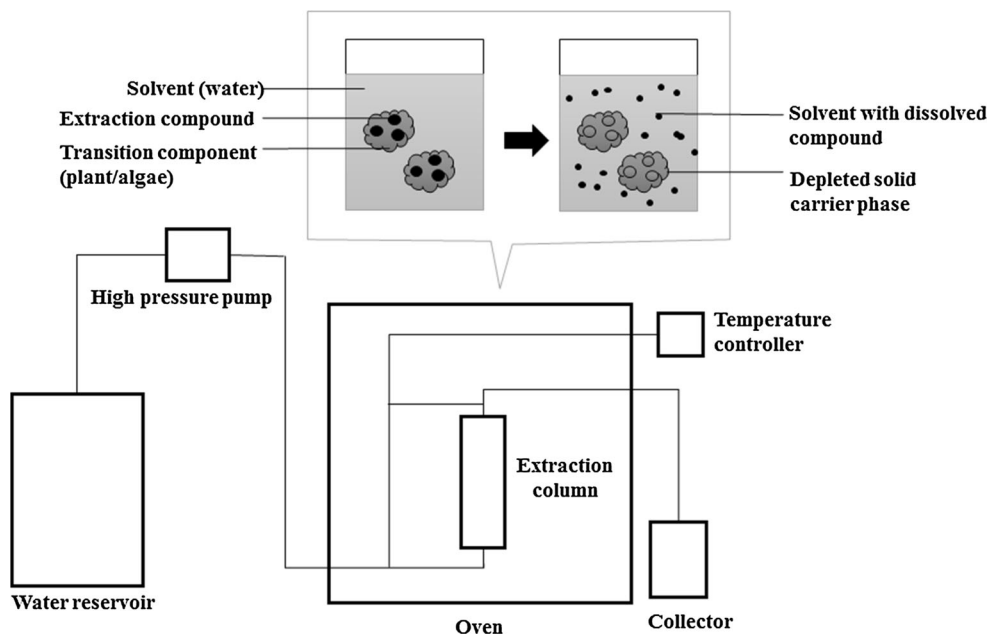 Solvent (water)
Extraction compound
Transition component
(plant/algae)
Solvent with dissolved
compound
Depleted solid
carrier phase
High pressure pump
Temperature
controller
Extraction
column
Water reservoir
Oven
Collector